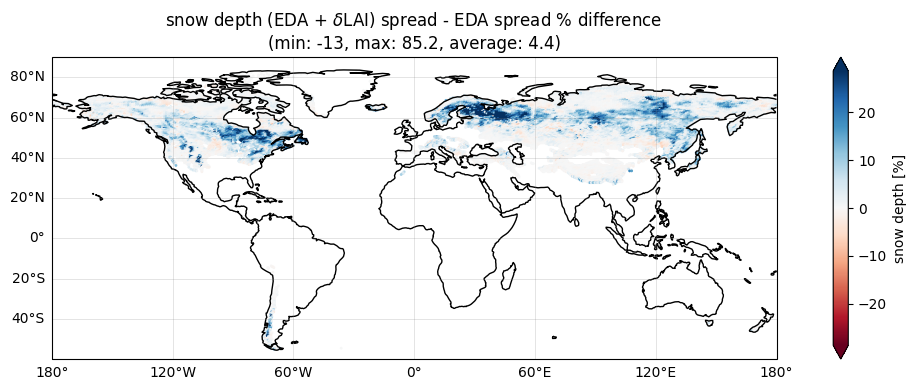 snow depth (EDA + δLAI) spread - EDA spread % difference
(min: -13, max: 85.2, average: 4.4)
80°N
60°N
40°N
20°N
0°
20°S
40°S
180°
120°W
60°W
0°
60°E
120°E
180°
20
10
0
−10
−20
snow depth [%]